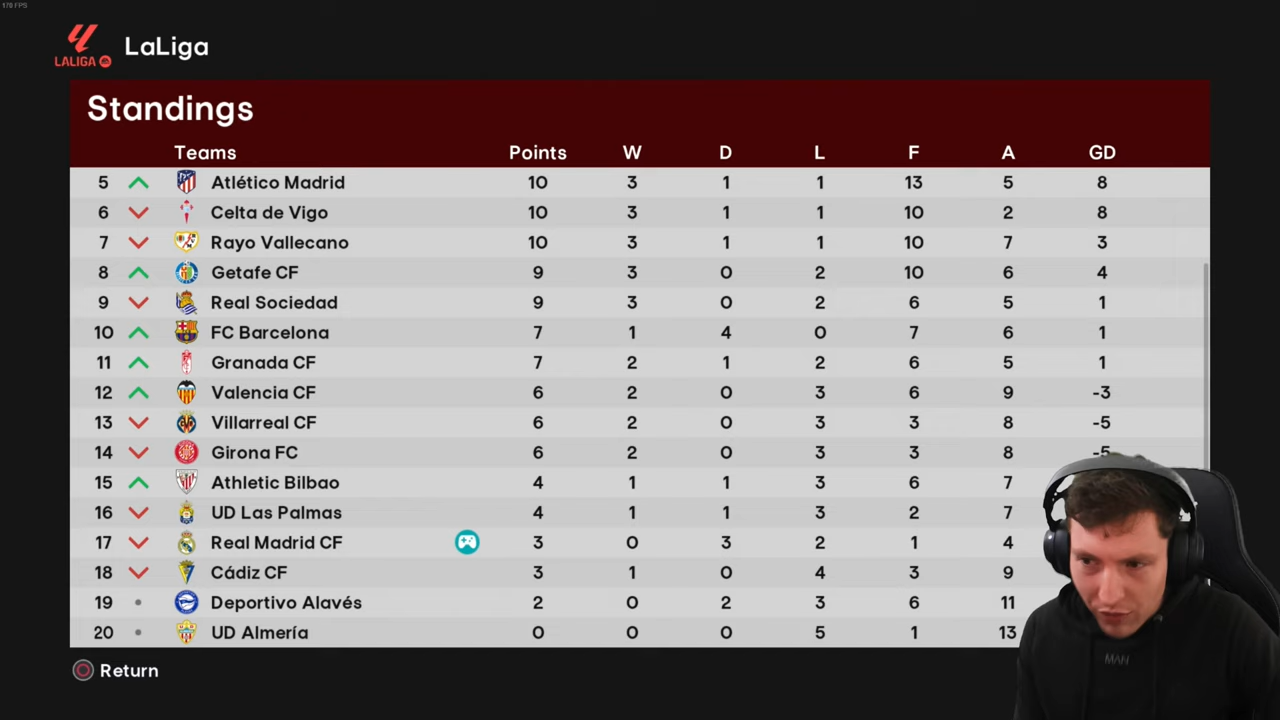 179 FPS
LALIGA
LaLiga
Standings
Teams Points W D L F A GD
5 Atlético Madrid 10 3 1 1 13 5 8
6 Celta de Vigo 10 3 1 1 10 2 8
7 Rayo Vallecano 10 3 1 1 10 7 3
8 Getafe CF 9 3 0 2 10 6 4
9 Real Sociedad 9 3 0 2 6 5 1
10 FC Barcelona 7 1 4 0 7 6 1
11 Granada CF 7 2 1 2 6 5 1
12 Valencia CF 6 2 0 3 6 9 -3
13 Villarreal CF 6 2 0 3 3 8 -5
14 Girona FC 6 2 0 3 3 8 -5
15 Athletic Bilbao 4 1 1 3 6 7
16 UD Las Palmas 4 1 1 3 2 7
17 Real Madrid CF 3 0 3 2 1 4
18 Cádiz CF 3 1 0 4 3 9
19 Deportivo Alavés 2 0 2 3 6 11
20 UD Almería 0 0 0 5 1 13
Return
MAN